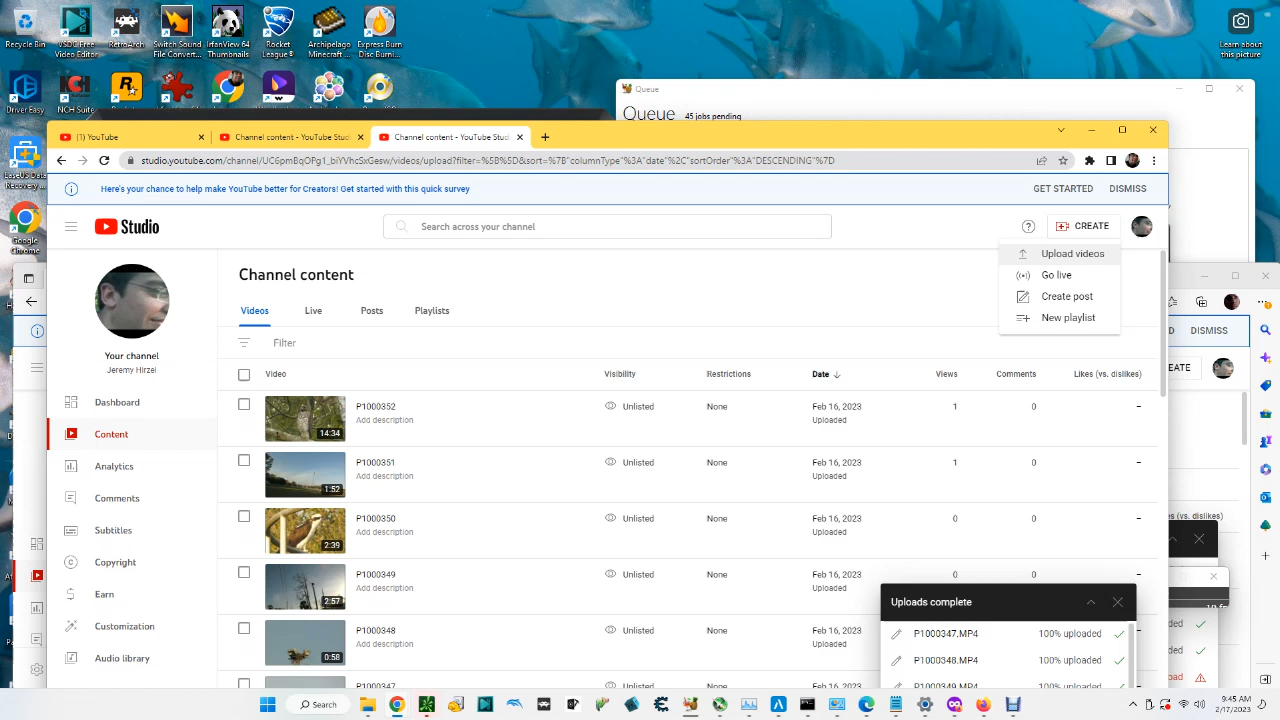 Recycle Bin
VSDC Free Video Editor
RetroArch
Switch Sound File Convert...
IrfanView 64 Thumbnails
Rocket League®
Archipelago Minecraft ...
Express Burn Disc Burni...
Learn about this picture
Driver Easy
NCH Suite
EaseUS Data Recovery ...
Google Chrome
Queue
Queue 45 jobs pending
(1) YouTube
Channel content - YouTube Stud
Channel content - YouTube Stud
studio.youtube.com/channel/UC6pmBqOPg1_biYVhcSxGesw/videos/upload?filter=%5B%5D&sort=%7B"columnType"%3A"date"%2C"sortOrder"%3A"DESCENDING"%7D
Here's your chance to help make YouTube better for Creators! Get started with this quick survey
GET STARTED
DISMISS
Studio
Search across your channel
CREATE
Upload videos
Go live
Create post
New playlist
DISMISS
Your channel
Jeremy Hirzel
Dashboard
Content
Analytics
Comments
Subtitles
Copyright
Earn
Customization
Audio library
Channel content
Videos Live Posts Playlists
Filter
Video Visibility Restrictions Date Views Comments Likes (vs. dislikes)
P1000352 Unlisted None Feb 16, 2023 1 0 –
Add description Uploaded
14:34
P1000351 Unlisted None Feb 16, 2023 1 0 –
Add description Uploaded
1:52
P1000350 Unlisted None Feb 16, 2023 0 0 –
Add description Uploaded
2:39
P1000349 Unlisted None Feb 16, 2023 0 0 –
Add description Uploaded
2:57
P1000348 Unlisted None Feb 16, 2023
Add description Uploaded
0:58
Uploads complete
P1000347.MP4 100% uploaded
P1000348.MP4 100% uploaded
Search
9:45 AM
2/17/2023